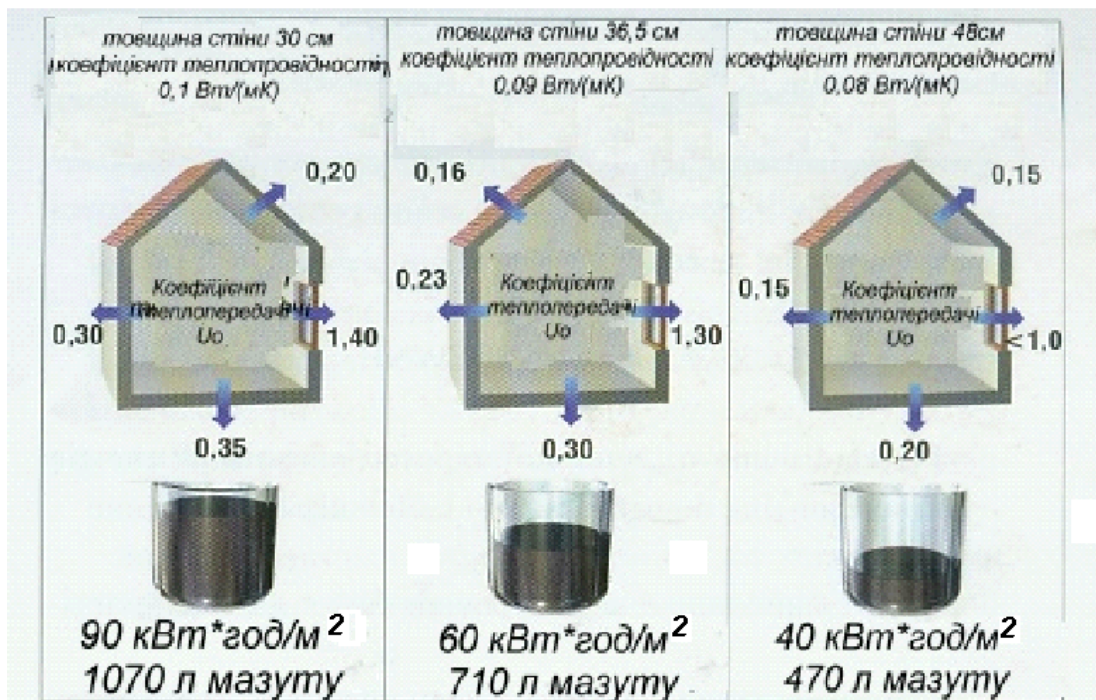 товщина стіни 30 см
коефіцієнт теплопровідності
0,1 Вт/(мК)
0,20
Коефіцієнт
теплопередачі
Uo
0,30
1,40
0,35
90 кВт*год/м²
1070 л мазуту
товщина стіни 36,5 см
коефіцієнт теплопровідності
0,09 Вт/(мК)
0,16
0,23
Коефіцієнт
теплопередачі
Uo
1,30
0,30
60 кВт*год/м²
710 л мазуту
товщина стіни 48см
коефіцієнт теплопровідності
0,08 Вт/(мК)
0,15
0,15
Коефіцієнт
теплопередачі
Uo
<1,0
0,20
40 кВт*год/м²
470 л мазуту